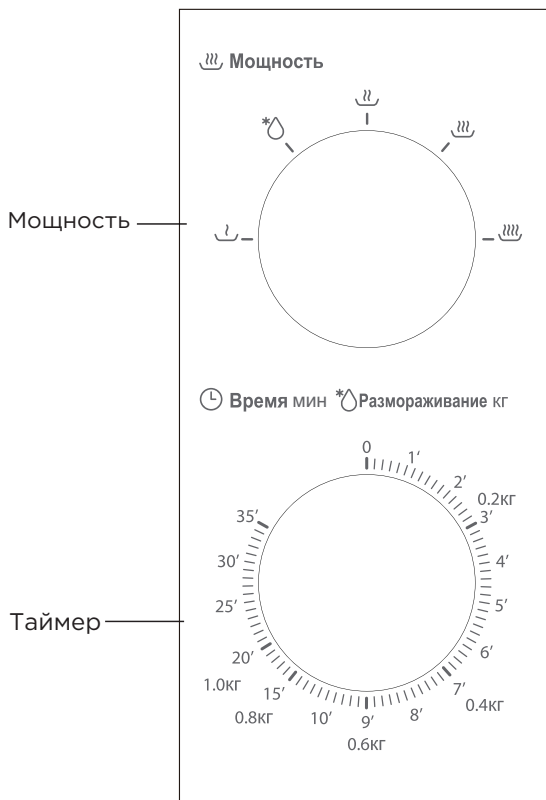 Мощность
Мощность
Время мин Размораживание кг
0
1’
2’
0.2кг
3’
4’
5’
6’
7’
0.4кг
8’
9’
0.6кг
10’
15’
0.8кг
20’
1.0кг
25’
30’
35’
Таймер